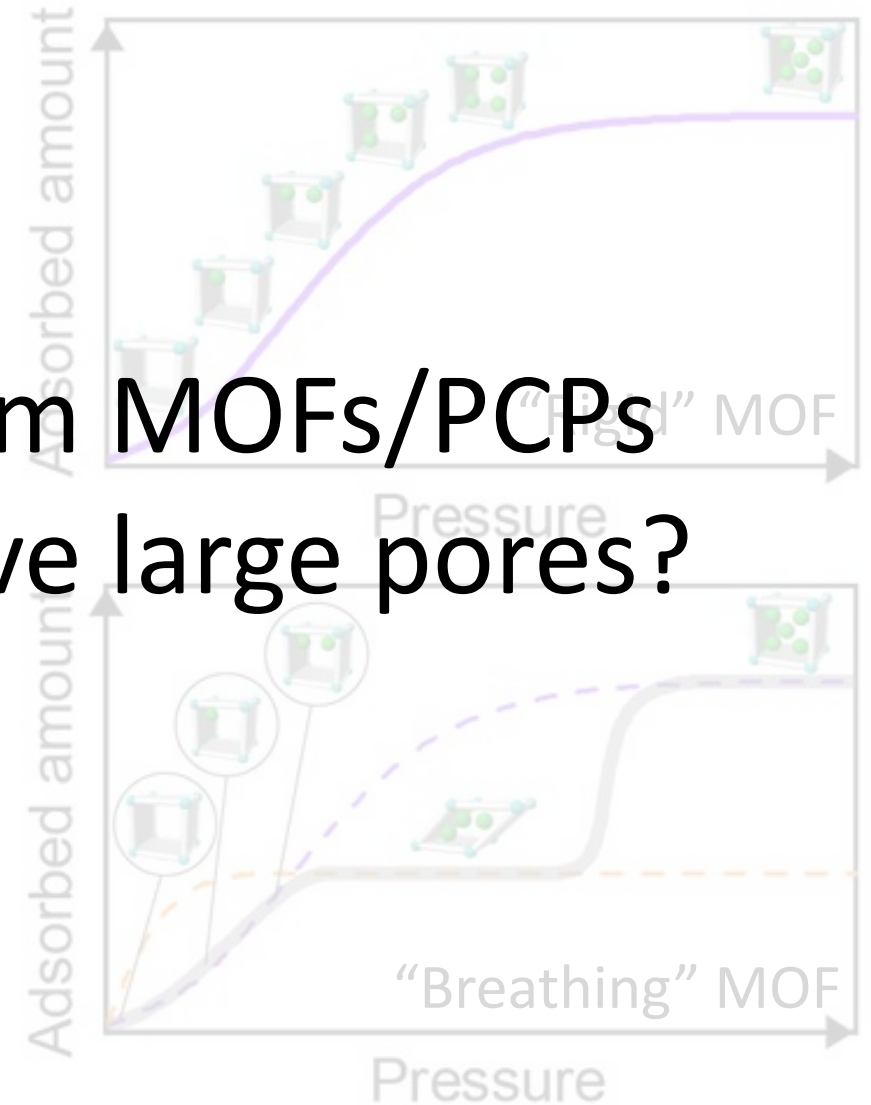 Adsorbed amount
"Rigid" MOF
Pressure
m MOFs/PCPs
ve large pores?
Adsorbed amount
"Breathing" MOF
Pressure